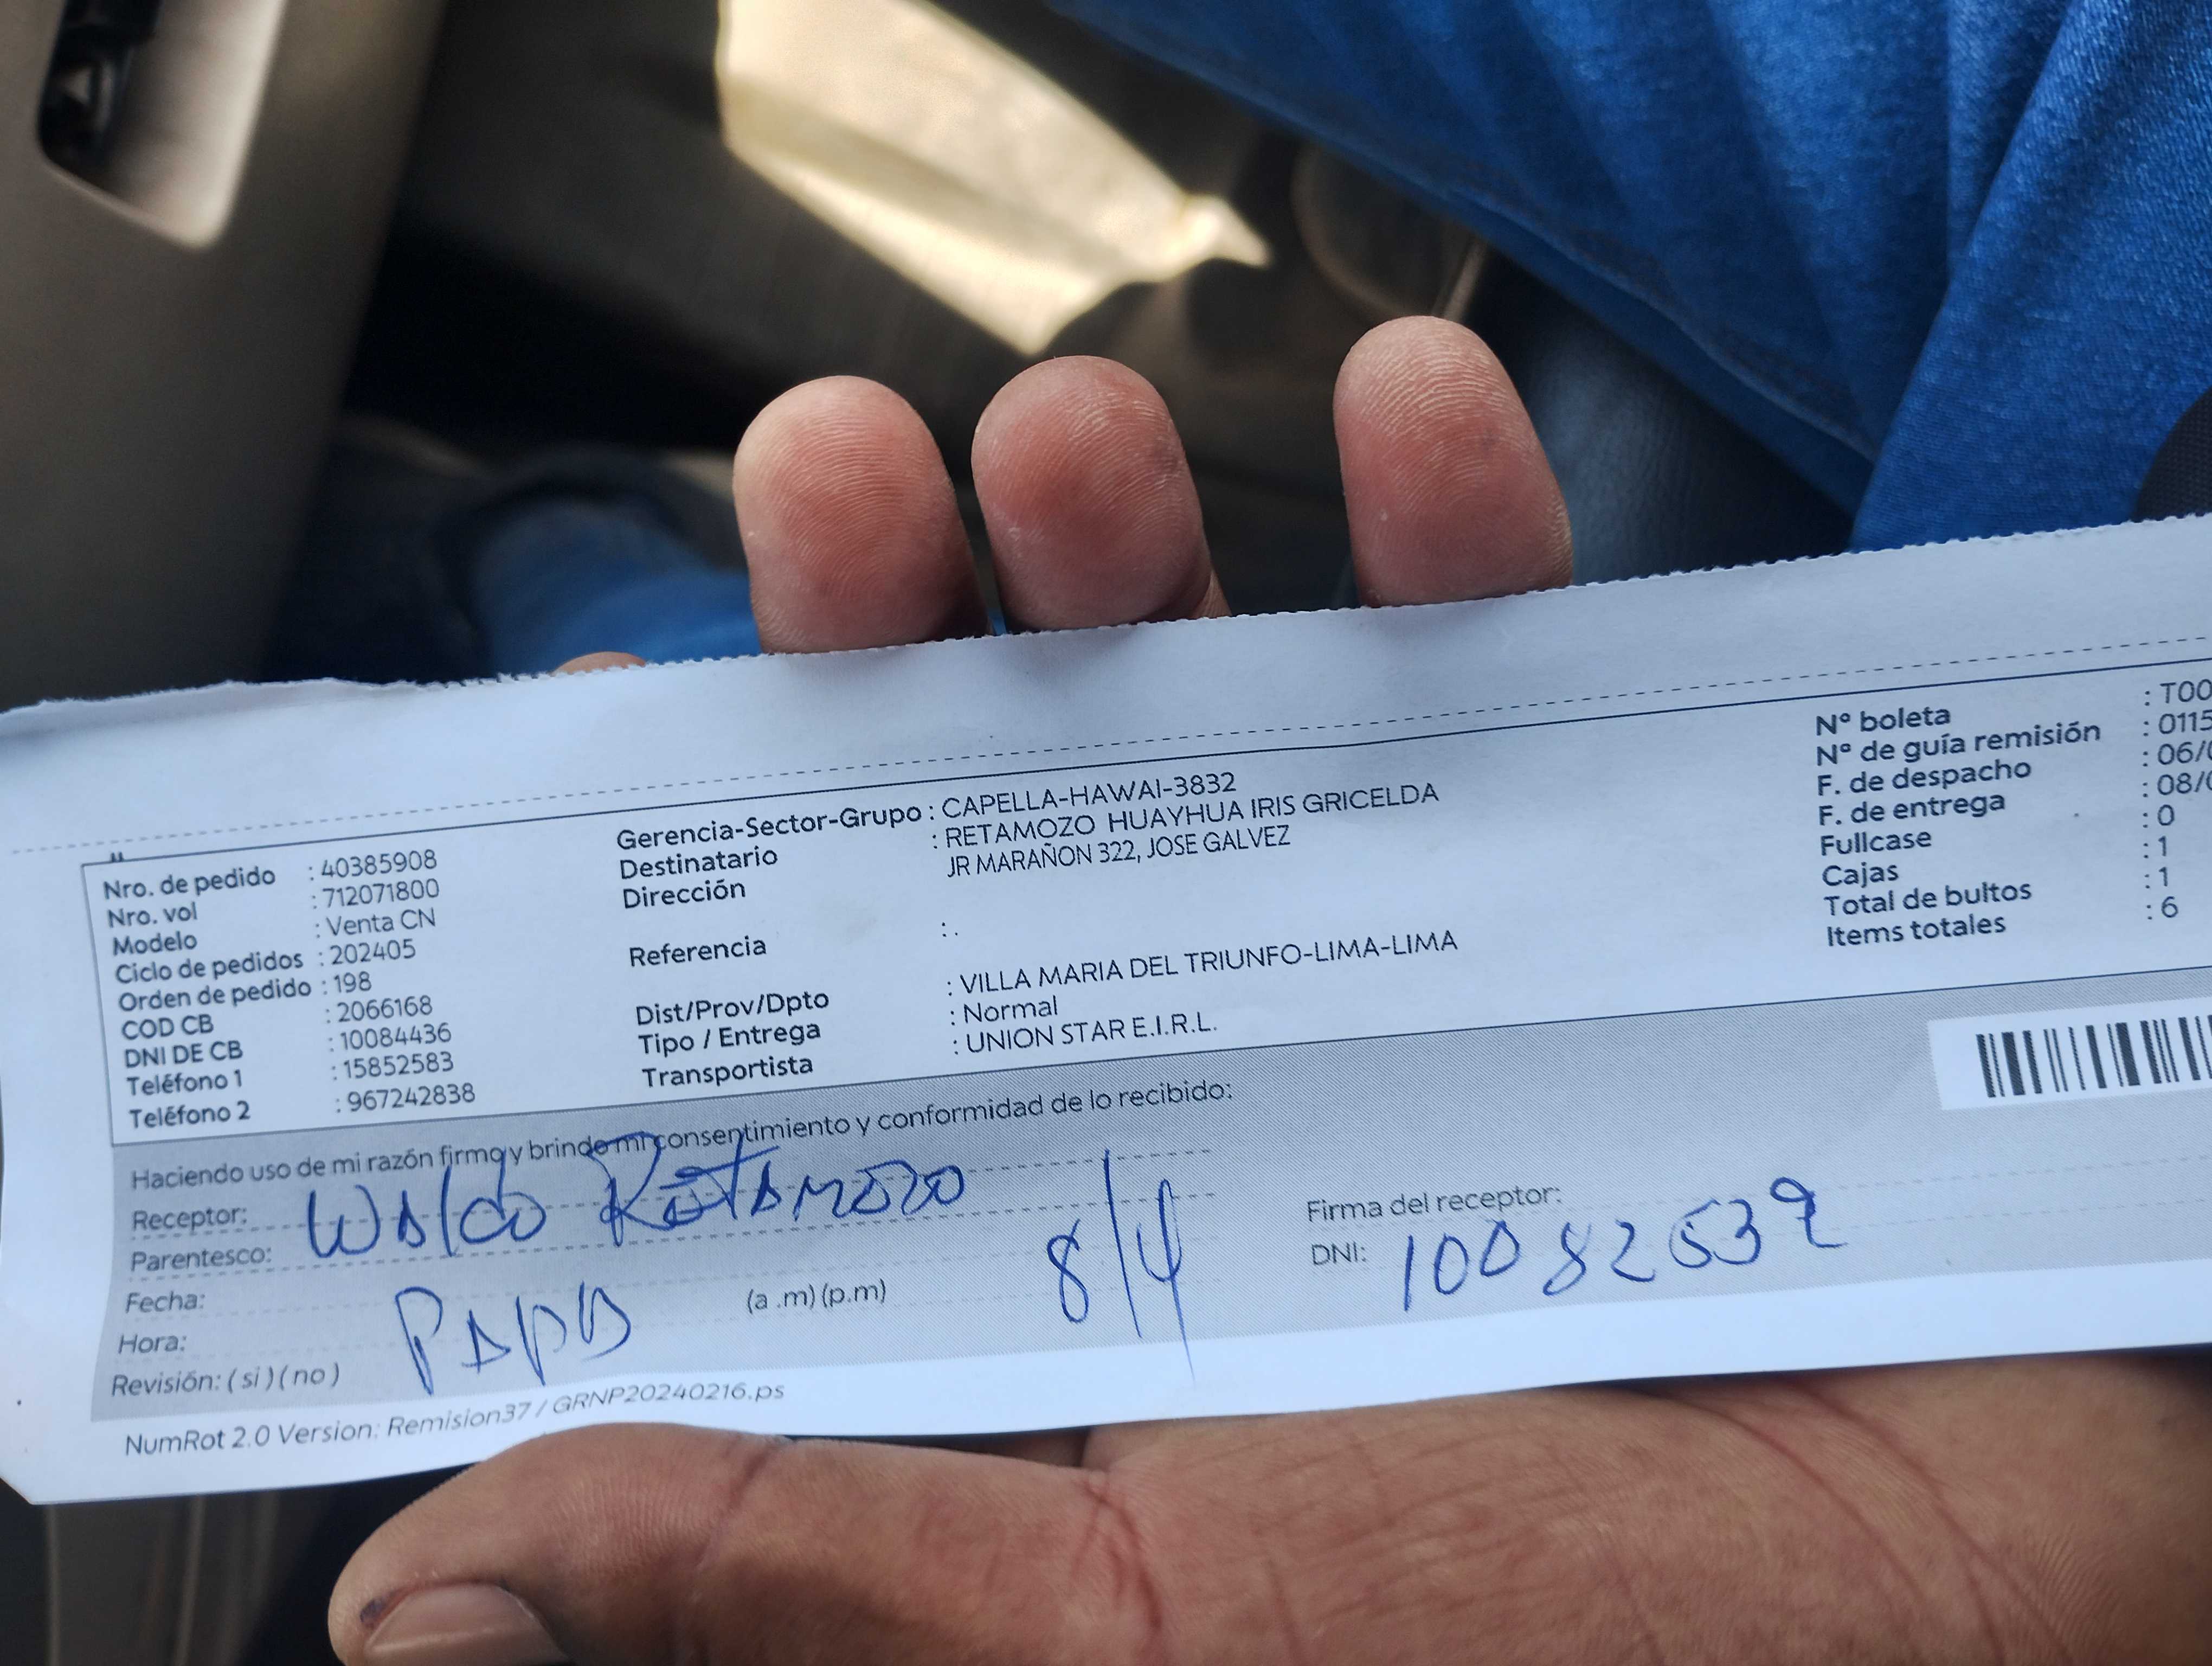 Nro. de pedido : 40385908
Nro. vol : 712071800
Modelo : Venta CN
Ciclo de pedidos : 202405
Orden de pedido : 198
COD CB : 2066168
DNI DE CB : 10084436
Teléfono 1 : 15852583
Teléfono 2 : 967242838
Gerencia-Sector-Grupo : CAPELLA-HAWAI-3832
Destinatario : RETAMOZO HUAYHUA IRIS GRICELDA
Dirección JR MARAÑON 322, JOSE GALVEZ
Referencia : .
Dist/Prov/Dpto : VILLA MARIA DEL TRIUNFO-LIMA-LIMA
Tipo / Entrega : Normal
Transportista : UNION STAR E.I.R.L.
Nº boleta : T00
Nº de guía remisión : 0115
F. de despacho : 06/0
F. de entrega : 08/0
Fullcase : 0
Cajas : 1
Total de bultos : 1
Items totales : 6
Haciendo uso de mi razón firmo y brindo mi consentimiento y conformidad de lo recibido:
Receptor: Waldo Retamozo
Parentesco:
Fecha: 8/4
Hora: PAPA (a .m) (p.m)
Revisión: ( si ) ( no )
Firma del receptor:
DNI: 10082539
NumRot 2.0 Version: Remision37 / GRNP20240216.ps